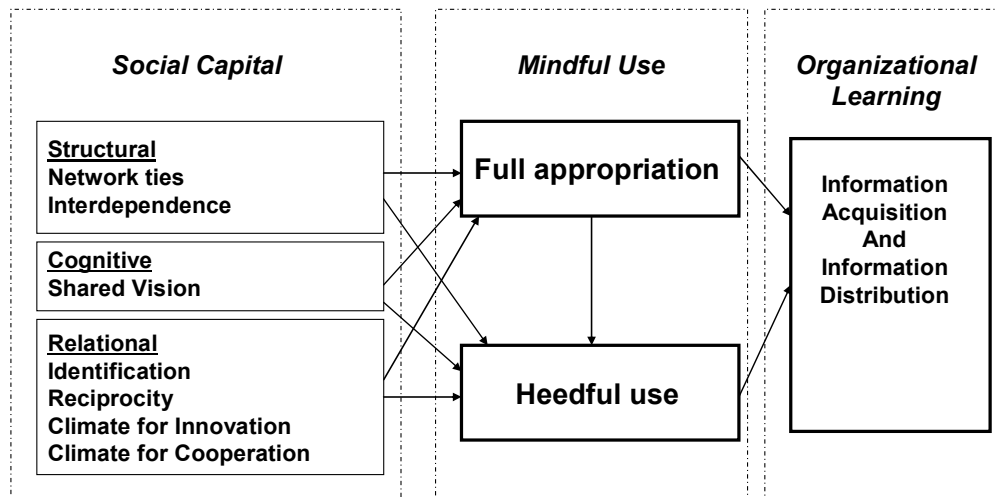 Social Capital
Structural
Network ties
Interdependence
Cognitive
Shared Vision
Relational
Identification
Reciprocity
Climate for Innovation
Climate for Cooperation
Mindful Use
Full appropriation
Heedful use
Organizational
Learning
Information
Acquisition
And
Information
Distribution